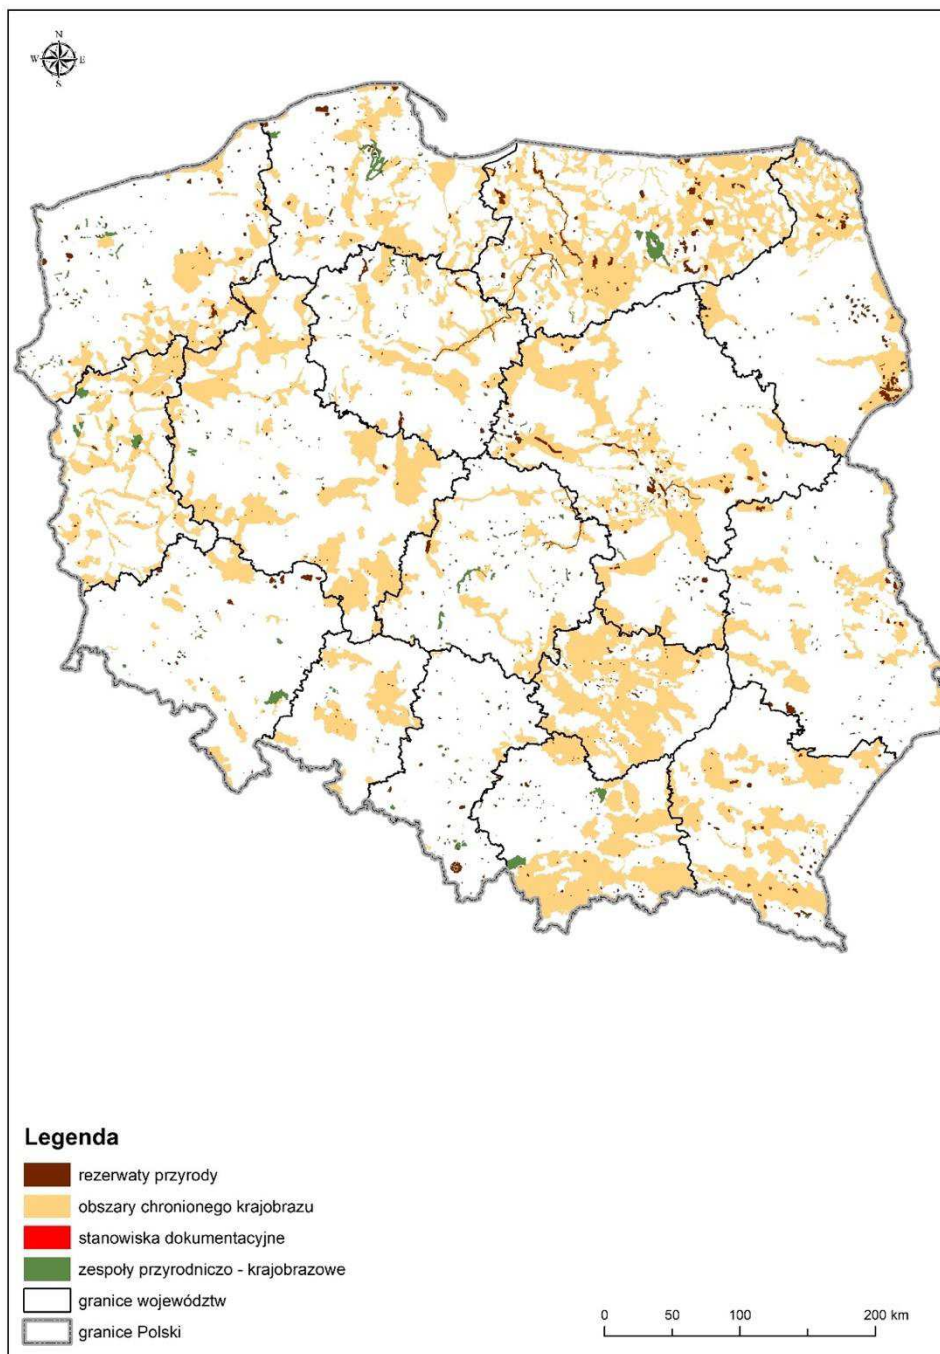 N
W E
S
Legenda
rezerwaty przyrody
obszary chronionego krajobrazu
stanowiska dokumentacyjne
zespoły przyrodniczo - krajobrazowe
granice województw
granice Polski
0 50 100 200 km